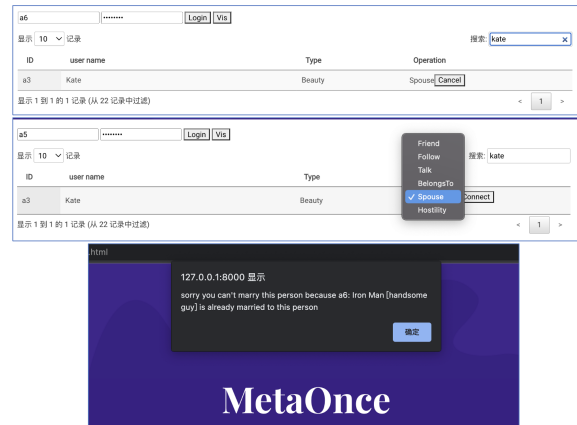 a6 •••••••• Login Vis
显示 10 记录 搜索: kate ×
ID user name Type Operation
a3 Kate Beauty Spouse Cancel
显示 1 到 1 的 1 记录 (从 22 记录中过滤) < 1 >
a5 •••••••• Login Vis
显示 10 记录 搜索: kate
ID user name Type
a3 Kate Beauty Connect
显示 1 到 1 的 1 记录 (从 22 记录中过滤) < 1 >
Friend
Follow
Talk
BelongsTo
✓ Spouse
Hostility
.html
127.0.0.1:8000 显示
sorry you can't marry this person because a6: Iron Man [handsome
guy] is already married to this person
确定
MetaOnce